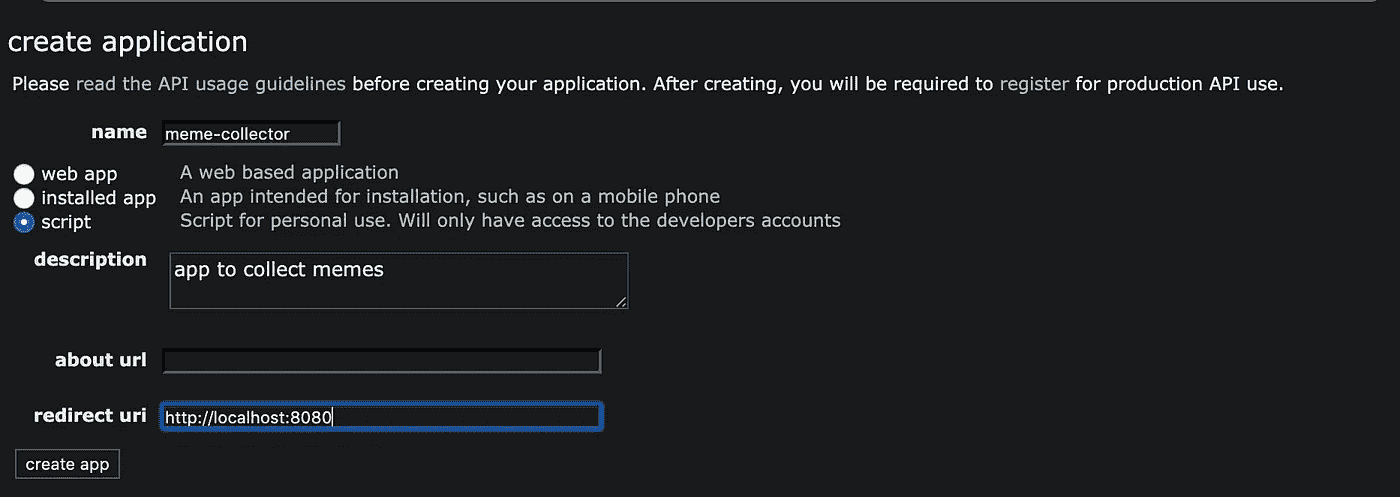 create application
Please read the API usage guidelines before creating your application. After creating, you will be required to register for production API use.
name meme-collector
web app A web based application
installed app An app intended for installation, such as on a mobile phone
script Script for personal use. Will only have access to the developers accounts
description app to collect memes
about url
redirect uri http://localhost:8080
create app